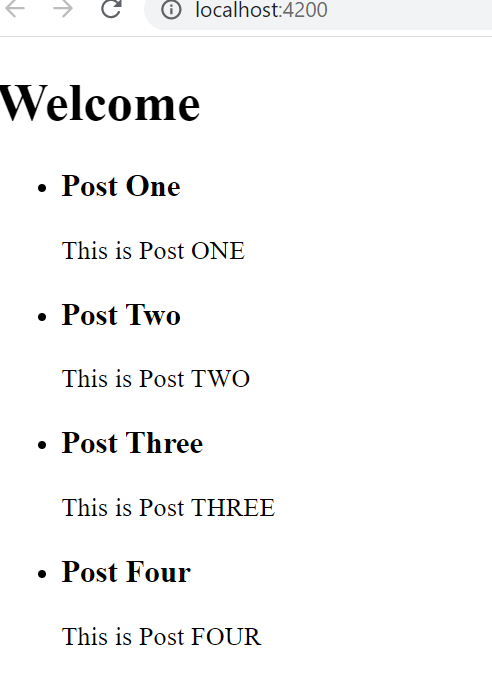 localhost:4200
Welcome
Post One
This is Post ONE
Post Two
This is Post TWO
Post Three
This is Post THREE
Post Four
This is Post FOUR